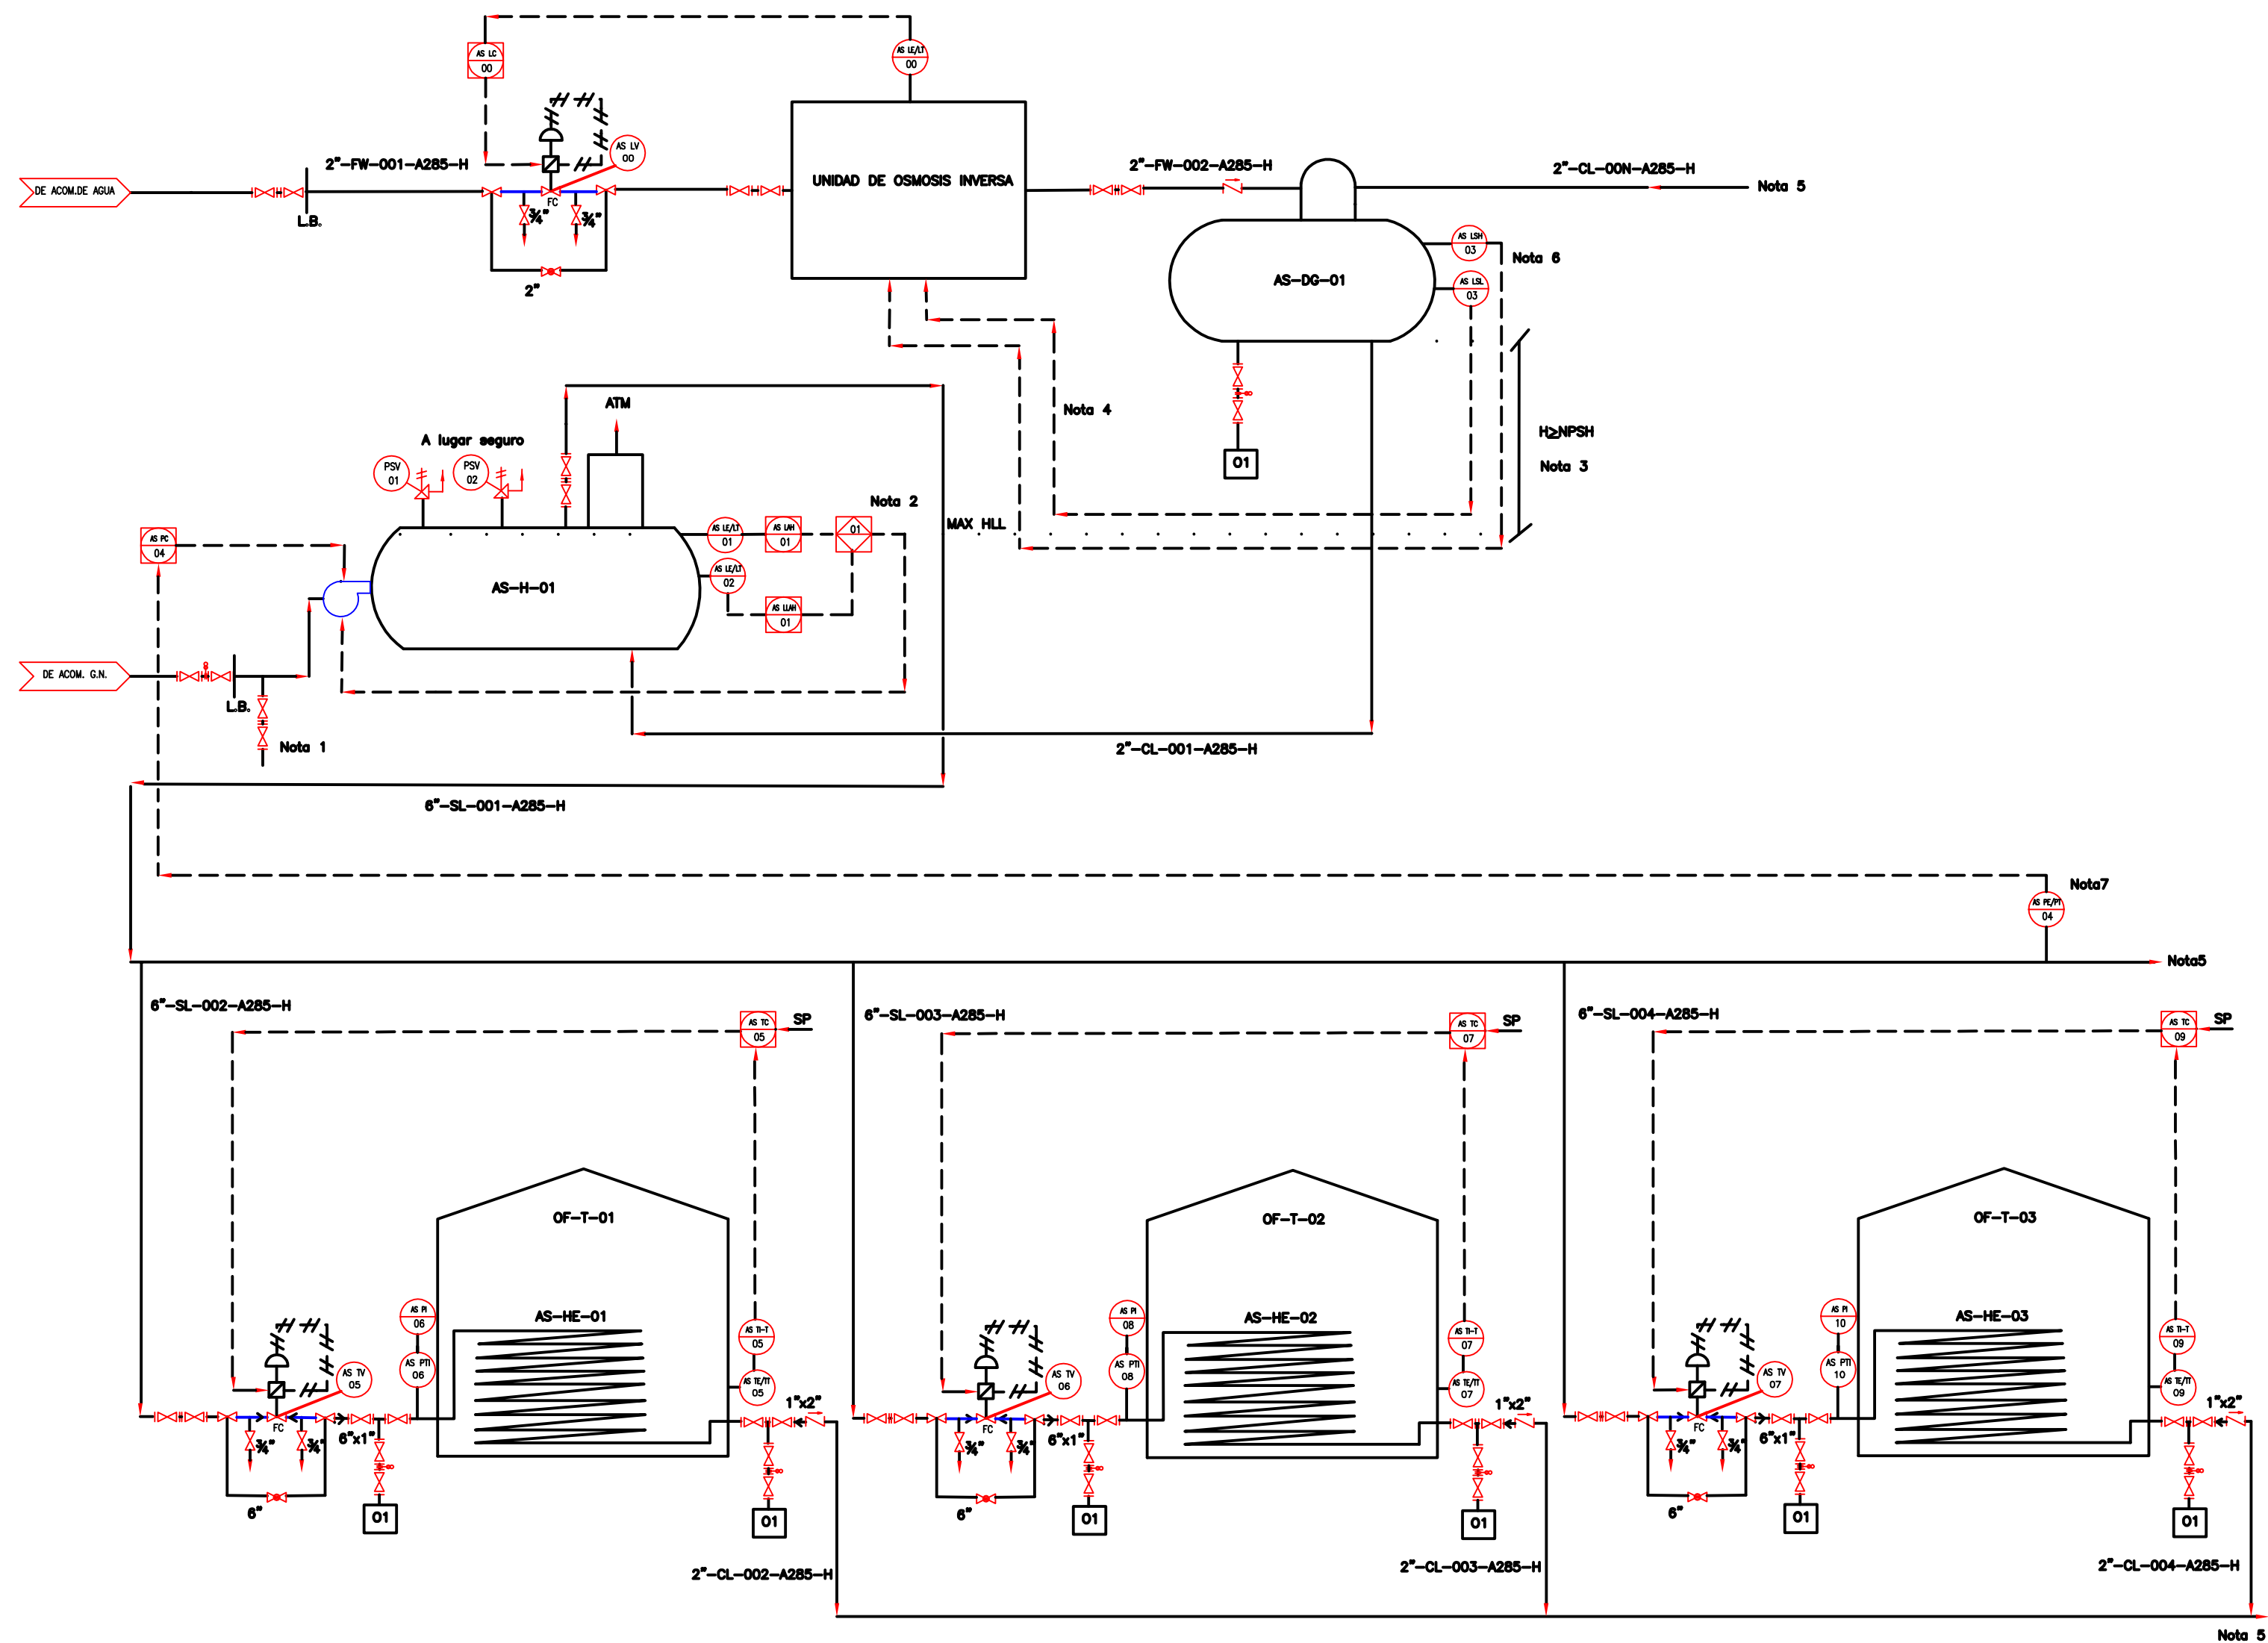 AS LC
00
AS LE/LT
00
AS LV
00
DE ACOM.DE AGUA
L.B.
2"-FW-001-A285-H
FC
3/4"
3/4"
2"
UNIDAD DE OSMOSIS INVERSA
2"-FW-002-A285-H
2"-CL-00N-A285-H
Nota 5
AS-DG-01
AS LSH
03
AS LSL
03
Nota 6
Nota 4
H≥NPSH
Nota 3
01
ATM
A lugar seguro
PSV
01
PSV
02
Nota 2
MAX HLL
AS PC
04
AS LE/LT
01
AS LAH
01
01
AS LE/LT
02
AS LLAH
01
AS-H-01
DE ACOM. G.N.
L.B.
Nota 1
2"-CL-001-A285-H
6"-SL-001-A285-H
Nota7
AS PE/PT
04
Nota5
6"-SL-002-A285-H
AS TC
05
SP
OF-T-01
AS-HE-01
AS PI
06
AS PTI
06
AS TV
05
AS TI-T
05
AS TE/TT
05
FC
3/4"
3/4"
6"x1"
6"
1"x2"
01
01
2"-CL-002-A285-H
6"-SL-003-A285-H
AS TC
07
SP
OF-T-02
AS-HE-02
AS PI
08
AS PTI
08
AS TV
06
AS TI-T
07
AS TE/TT
07
FC
3/4"
3/4"
6"x1"
6"
1"x2"
01
01
2"-CL-003-A285-H
6"-SL-004-A285-H
AS TC
09
SP
OF-T-03
AS-HE-03
AS PI
10
AS PTI
10
AS TV
07
AS TI-T
09
AS TE/TT
09
FC
3/4"
3/4"
6"x1"
6"
1"x2"
01
01
2"-CL-004-A285-H
Nota 5